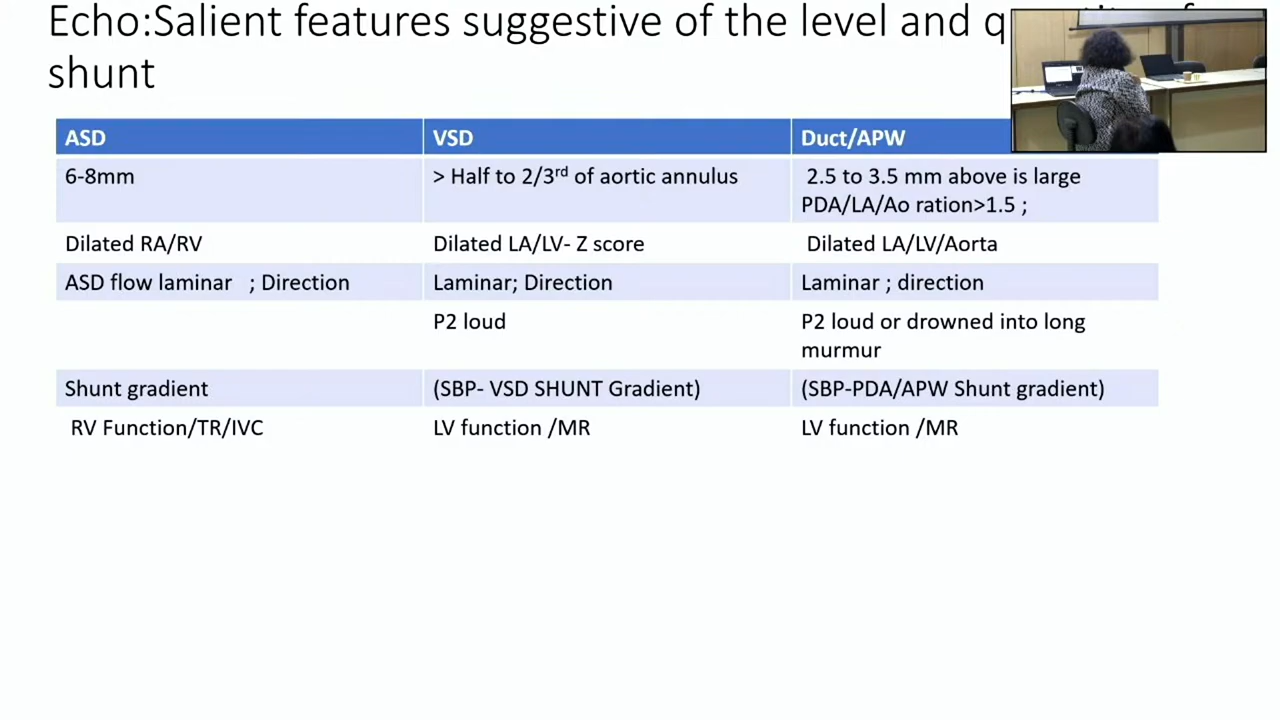 Echo:Salient features suggestive of the level and
shunt
ASD VSD Duct/APW
6-8mm > Half to 2/3rd of aortic annulus 2.5 to 3.5 mm above is large
PDA/LA/Ao ration>1.5 ;
Dilated RA/RV Dilated LA/LV- Z score Dilated LA/LV/Aorta
ASD flow laminar ; Direction Laminar; Direction Laminar ; direction
P2 loud P2 loud or drowned into long
murmur
Shunt gradient (SBP- VSD SHUNT Gradient) (SBP-PDA/APW Shunt gradient)
RV Function/TR/IVC LV function /MR LV function /MR